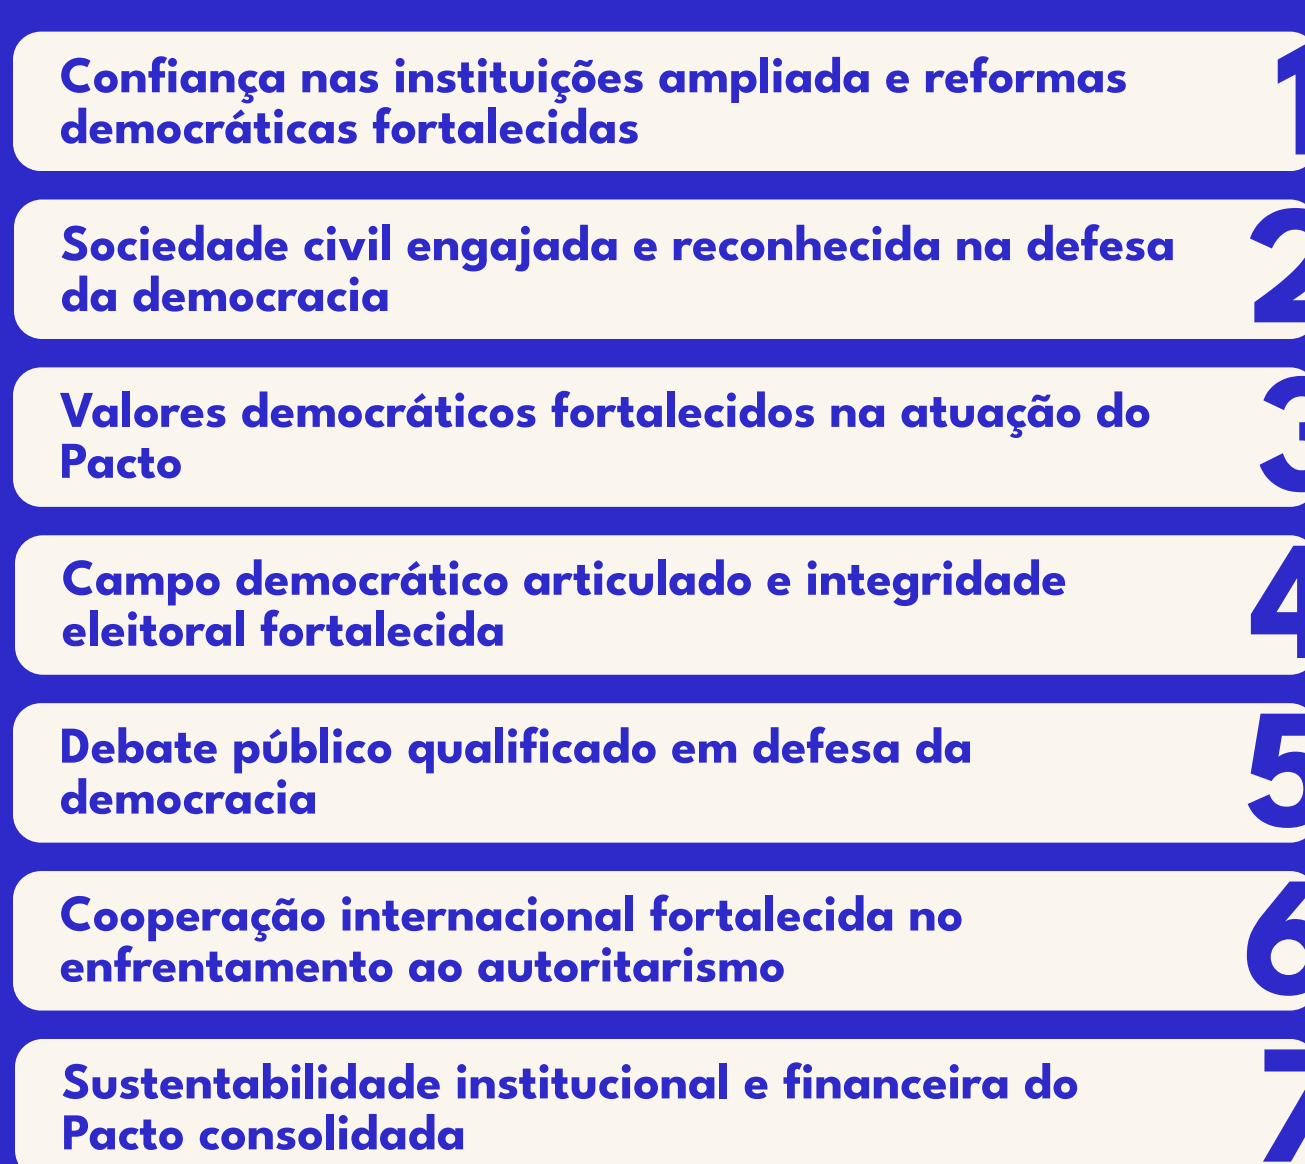 Confiança nas instituições ampliada e reformas
democráticas fortalecidas
1
Sociedade civil engajada e reconhecida na defesa
da democracia
2
Valores democráticos fortalecidos na atuação do
Pacto
3
Campo democrático articulado e integridade
eleitoral fortalecida
4
Debate público qualificado em defesa da
democracia
5
Cooperação internacional fortalecida no
enfrentamento ao autoritarismo
6
Sustentabilidade institucional e financeira do
Pacto consolidada
7